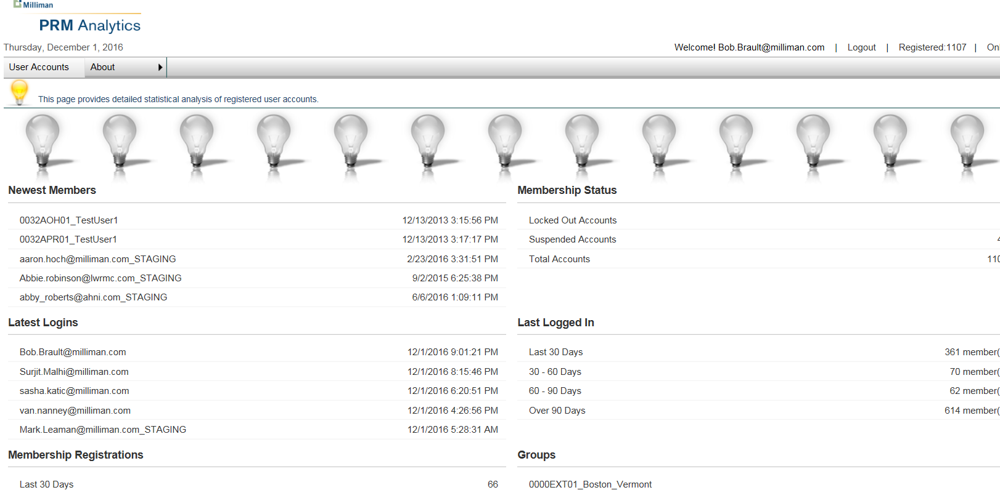 Milliman
PRM Analytics
Thursday, December 1, 2016
Welcome! Bob.Brault@milliman.com | Logout | Registered:1107 |
User Accounts About
This page provides detailed statistical analysis of registered user accounts.
Newest Members
0032AOH01_TestUser1 12/13/2013 3:15:56 PM
0032APR01_TestUser1 12/13/2013 3:17:17 PM
aaron.hoch@milliman.com_STAGING 2/23/2016 3:31:51 PM
Abbie.robinson@lwrmc.com_STAGING 9/2/2015 6:25:38 PM
abby_roberts@ahni.com_STAGING 6/6/2016 1:09:11 PM
Membership Status
Locked Out Accounts
Suspended Accounts
Total Accounts
Latest Logins
Bob.Brault@milliman.com 12/1/2016 9:01:21 PM
Surjit.Malhi@milliman.com 12/1/2016 8:15:46 PM
sasha.katic@milliman.com 12/1/2016 6:20:51 PM
van.nanney@milliman.com 12/1/2016 4:26:56 PM
Mark.Leaman@milliman.com_STAGING 12/1/2016 5:28:31 AM
Last Logged In
Last 30 Days 361 member(
30 - 60 Days 70 member(
60 - 90 Days 62 member(
Over 90 Days 614 member(
Membership Registrations
Last 30 Days 66
Groups
0000EXT01_Boston_Vermont